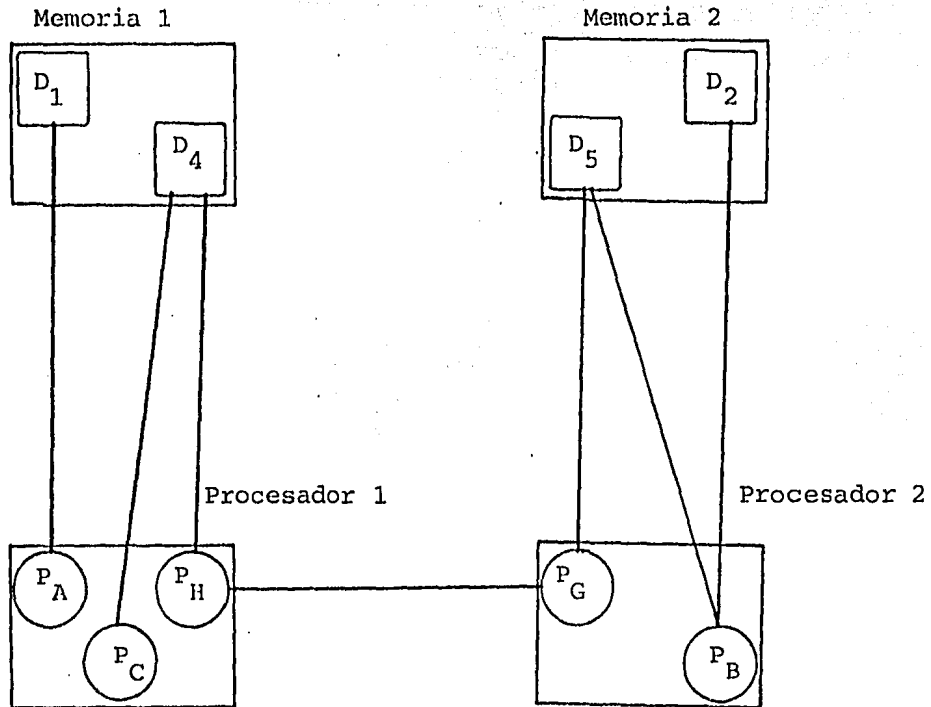 Memoria 1
Memoria 2
D1
D2
D4
D5
Procesador 1
Procesador 2
PA
PH
PG
PC
PB